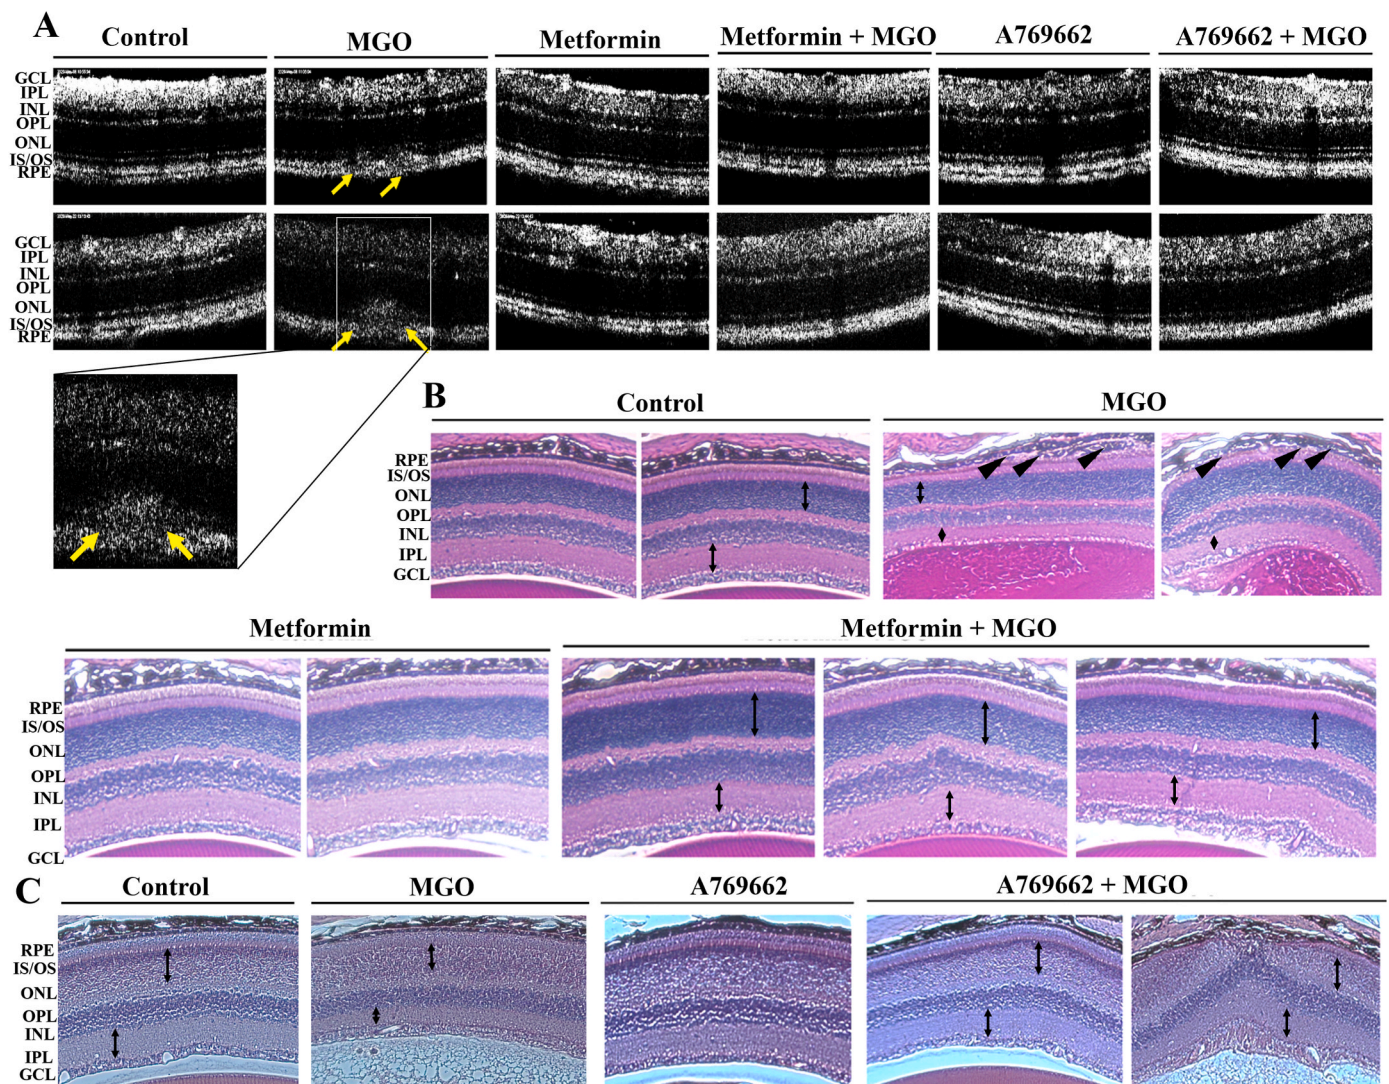 A
Control
MGO
Metformin
Metformin + MGO
A769662
A769662 + MGO
GCL
IPL
INL
OPL
ONL
IS/OS
RPE
GCL
IPL
INL
OPL
ONL
IS/OS
RPE
B
Control
MGO
RPE
IS/OS
ONL
OPL
INL
IPL
GCL
Metformin
Metformin + MGO
RPE
IS/OS
ONL
OPL
INL
IPL
GCL
C
Control
MGO
A769662
A769662 + MGO
RPE
IS/OS
ONL
OPL
INL
IPL
GCL